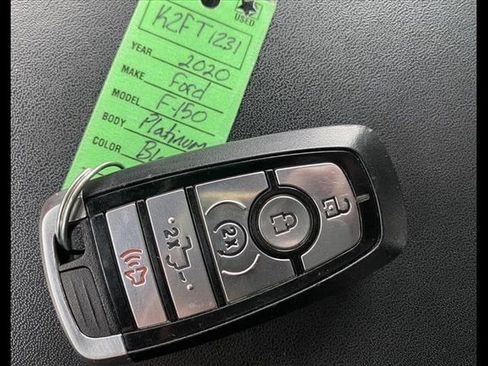 USED
K2FT1231
YEAR 2020
MAKE Ford
MODEL F-150
BODY Platinum
COLOR
2x
2x